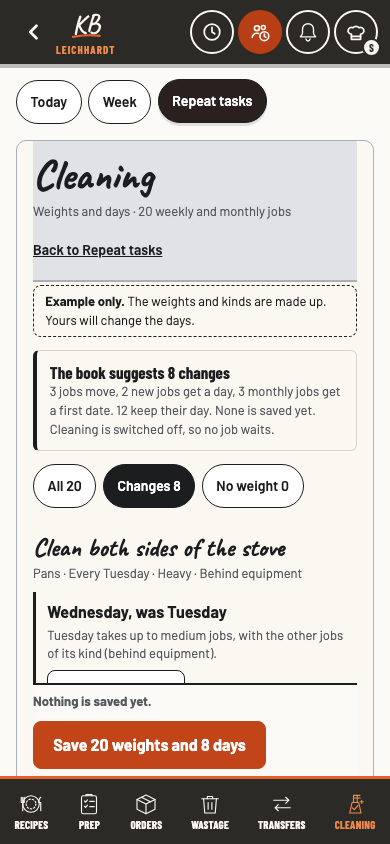 KB
LEICHHARDT
S
Today
Week
Repeat tasks
Cleaning
Weights and days · 20 weekly and monthly jobs
Back to Repeat tasks
Example only. The weights and kinds are made up.
Yours will change the days.
The book suggests 8 changes
3 jobs move, 2 new jobs get a day, 3 monthly jobs get
a first date. 12 keep their day. None is saved yet.
Cleaning is switched off, so no job waits.
All 20
Changes 8
No weight 0
Clean both sides of the stove
Pans · Every Tuesday · Heavy · Behind equipment
Wednesday, was Tuesday
Tuesday takes up to medium jobs, with the other jobs
of its kind (behind equipment).
Nothing is saved yet.
Save 20 weights and 8 days
RECIPES
PREP
ORDERS
WASTAGE
TRANSFERS
CLEANING